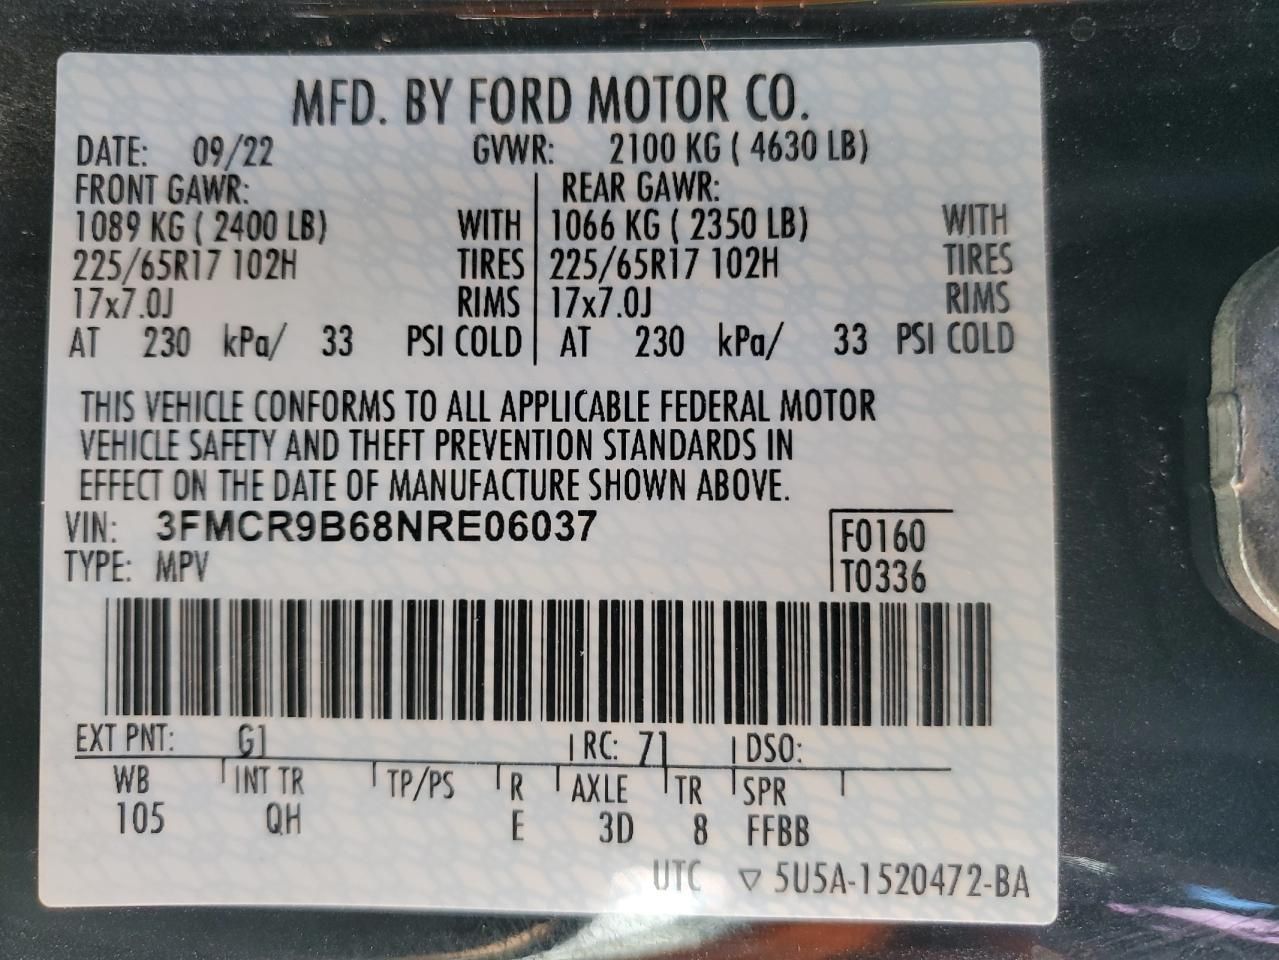 MFD. BY FORD MOTOR CO.
DATE: 09/22 GVWR: 2100 KG ( 4630 LB)
FRONT GAWR: REAR GAWR:
1089 KG ( 2400 LB) WITH 1066 KG ( 2350 LB) WITH
225/65R17 102H TIRES 225/65R17 102H TIRES
17x7.0J RIMS 17x7.0J RIMS
AT 230 kPa/ 33 PSI COLD AT 230 kPa/ 33 PSI COLD
THIS VEHICLE CONFORMS TO ALL APPLICABLE FEDERAL MOTOR
VEHICLE SAFETY AND THEFT PREVENTION STANDARDS IN
EFFECT ON THE DATE OF MANUFACTURE SHOWN ABOVE.
VIN: 3FMCR9B68NRE06037 F0160
TYPE: MPV T0336
EXT PNT: G1 RC: 71 DSO:
WB INT TR TP/PS R AXLE TR SPR
105 QH E 3D 8 FFBB
UTC ▽ 5U5A-1520472-BA